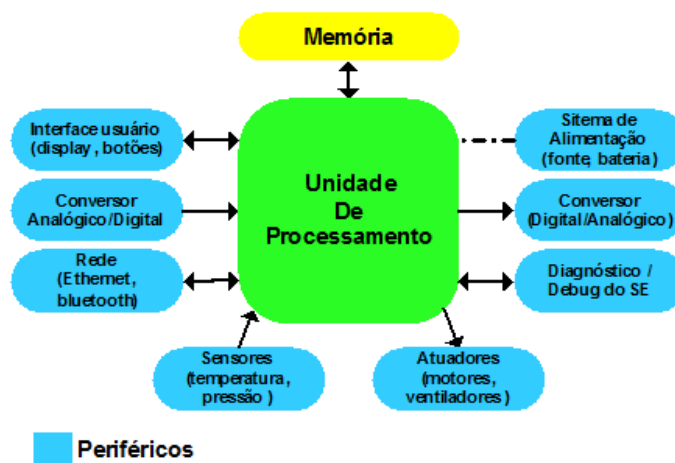 Memória
Interface usuário
(display , botões)
Sitema de
Alimentação
(fonte, bateria)
Unidade
De
Processamento
Conversor
Analógico/Digital
Conversor
(Digital/Analógico)
Rede
(Ethernet,
bluetooth)
Diagnóstico /
Debug do SE
Sensores
(temperatura,
pressão )
Atuadores
(motores,
ventiladores)
Periféricos